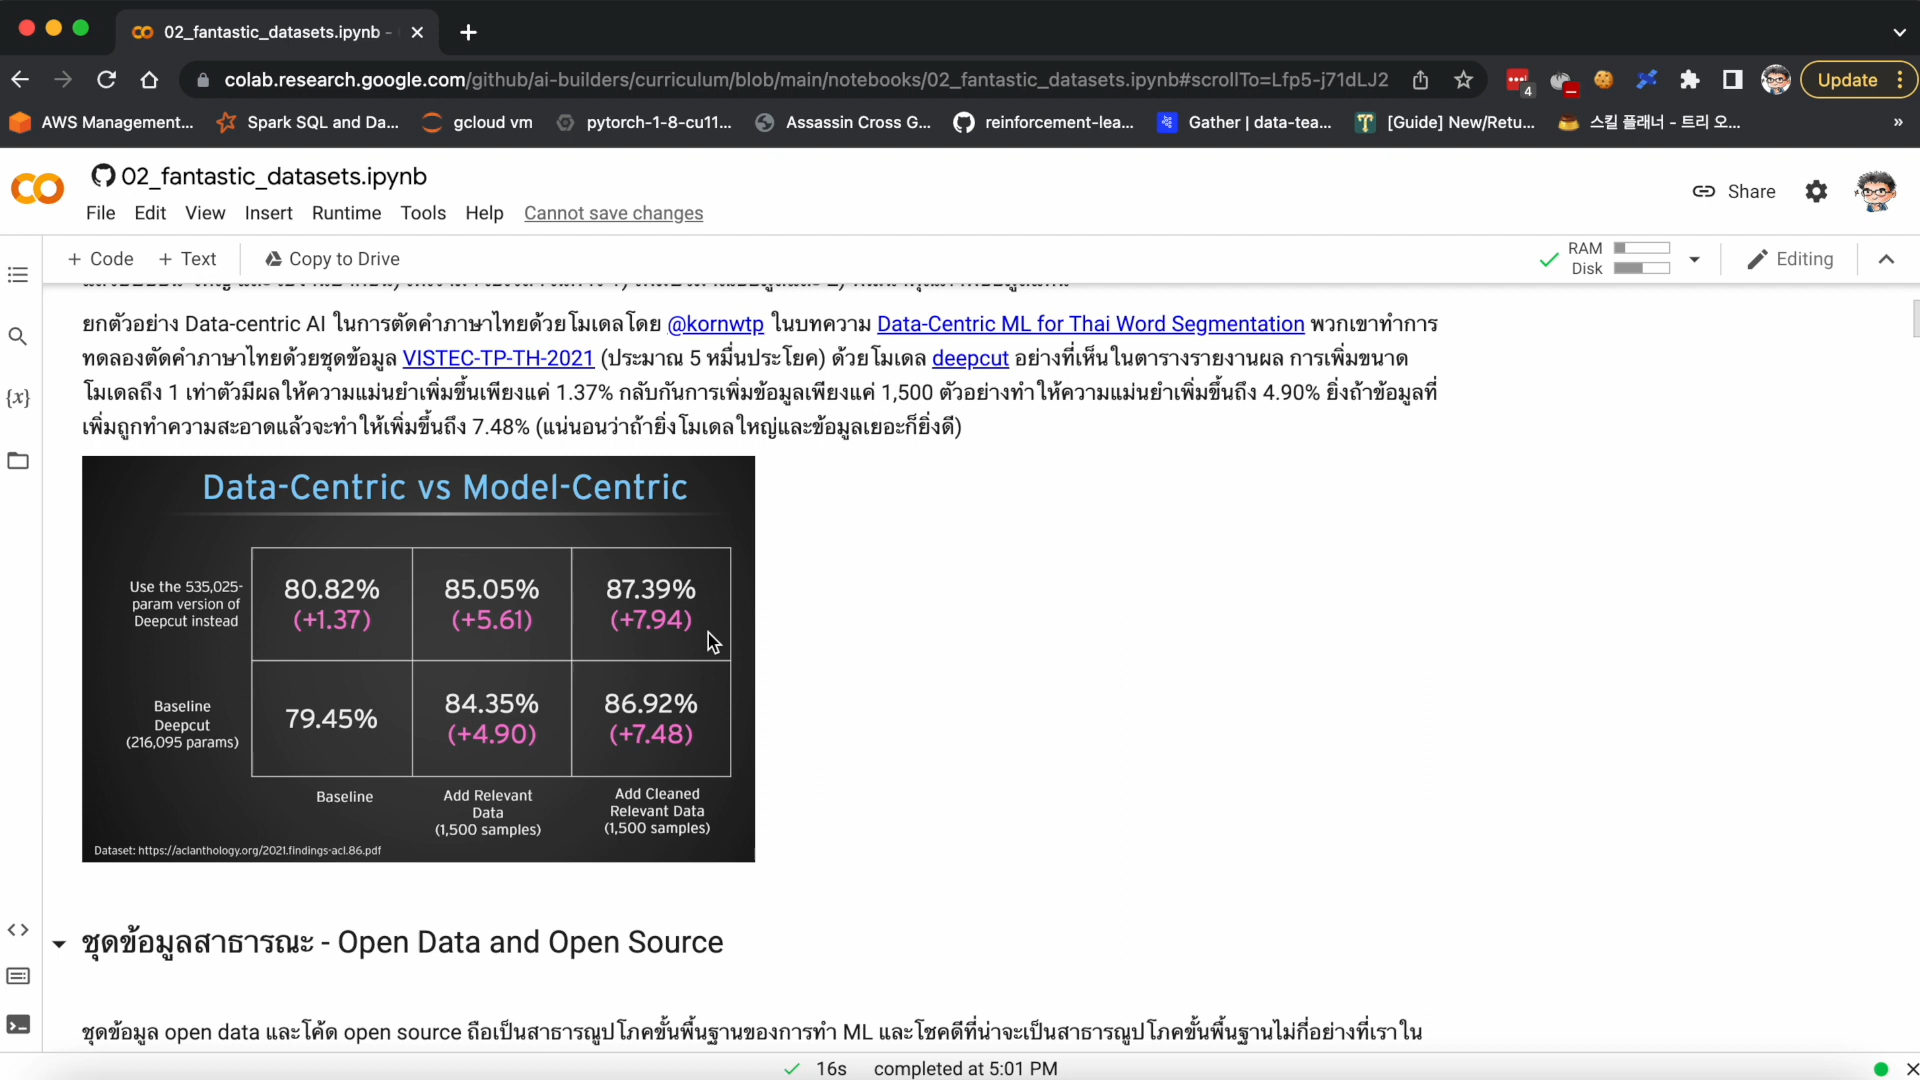 02_fantastic_datasets.ipynb -
colab.research.google.com/github/ai-builders/curriculum/blob/main/notebooks/02_fantastic_datasets.ipynb#scrollTo=Lfp5-j71dLJ2
4
Update
AWS Management...
Spark SQL and Da...
gcloud vm
pytorch-1-8-cu11...
Assassin Cross G...
reinforcement-lea...
Gather | data-tea...
[Guide] New/Retu...
스킬 플래너 - 트리 오...
»
02_fantastic_datasets.ipynb
Share
File Edit View Insert Runtime Tools Help Cannot save changes
+ Code + Text Copy to Drive
RAM
Disk
Editing
ยกตัวอย่าง Data-centric AI ในการตัดคำภาษาไทยด้วยโมเดลโดย @kornwtp ในบทความ Data-Centric ML for Thai Word Segmentation พวกเขาทำการ
ทดลองตัดคำภาษาไทยด้วยชุดข้อมูล VISTEC-TP-TH-2021 (ประมาณ 5 หมื่นประโยค) ด้วยโมเดล deepcut อย่างที่เห็นในตารางรายงานผล การเพิ่มขนาด
โมเดลถึง 1 เท่าตัวมีผลให้ความแม่นยำเพิ่มขึ้นเพียงแค่ 1.37% กลับกันการเพิ่มข้อมูลเพียงแค่ 1,500 ตัวอย่างทำให้ความแม่นยำเพิ่มขึ้นถึง 4.90% ยิ่งถ้าข้อมูลที่
เพิ่มถูกทำความสะอาดแล้วจะทำให้เพิ่มขึ้นถึง 7.48% (แน่นอนว่าถ้ายิ่งโมเดลใหญ่และข้อมูลเยอะก็ยิ่งดี)
Data-Centric vs Model-Centric
Use the 535,025-
param version of
Deepcut instead
80.82% 85.05% 87.39%
(+1.37) (+5.61) (+7.94)
Baseline
Deepcut
(216,095 params)
79.45% 84.35% 86.92%
(+4.90) (+7.48)
Baseline
Add Relevant
Data
(1,500 samples)
Add Cleaned
Relevant Data
(1,500 samples)
Dataset: https://aclanthology.org/2021.findings-acl.86.pdf
ชุดข้อมูลสาธารณะ - Open Data and Open Source
ชุดข้อมูล open data และโค้ด open source ถือเป็นสาธารณูปโภคขั้นพื้นฐานของการทำ ML และโชคดีที่น่าจะเป็นสาธารณูปโภคขั้นพื้นฐานไม่กี่อย่างที่เราใน
16s completed at 5:01 PM